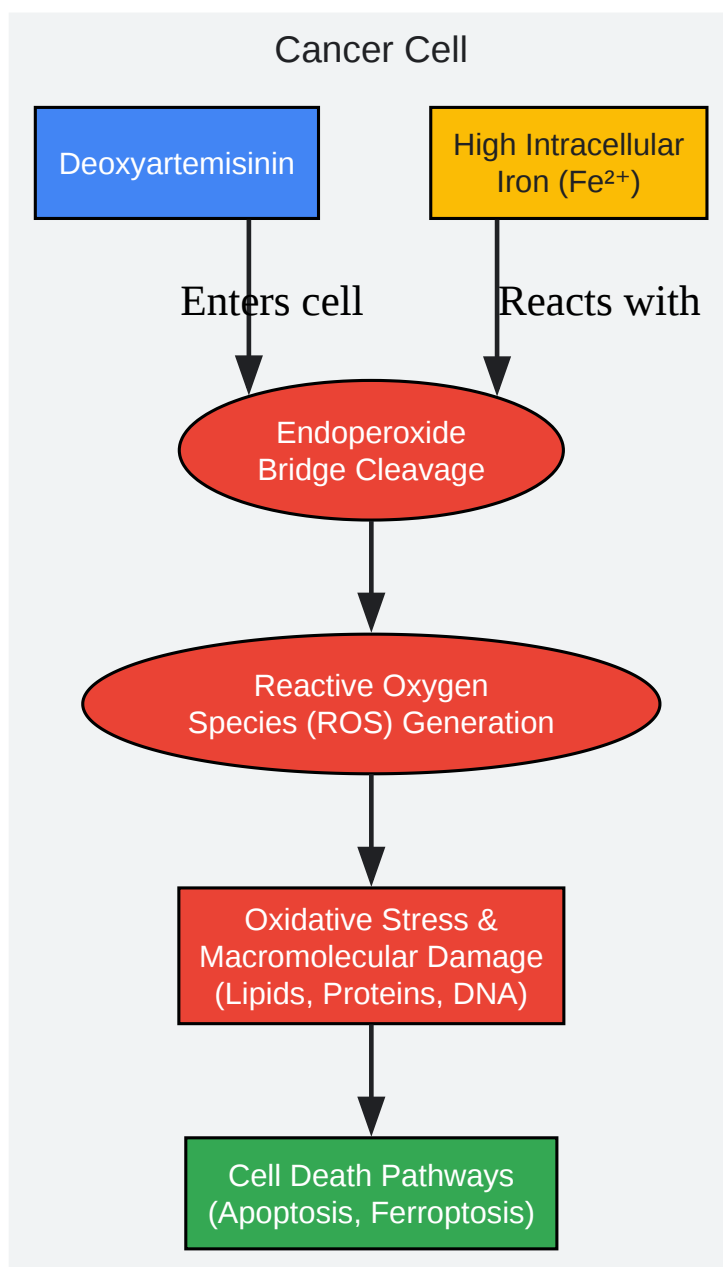 Cancer Cell
Deoxyartemisinin
High Intracellular
Iron (Fe²⁺)
Enters cell
Reacts with
Endoperoxide
Bridge Cleavage
Reactive Oxygen
Species (ROS) Generation
Oxidative Stress &
Macromolecular Damage
(Lipids, Proteins, DNA)
Cell Death Pathways
(Apoptosis, Ferroptosis)